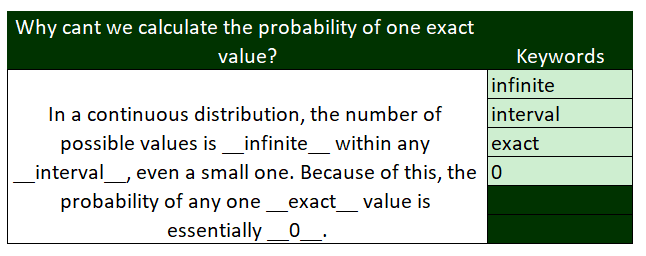 Why cant we calculate the probability of one exact
value?
Keywords
In a continuous distribution, the number of
possible values is __infinite__ within any
__interval__, even a small one. Because of this, the
probability of any one __exact__ value is
essentially __0__.
infinite
interval
exact
0